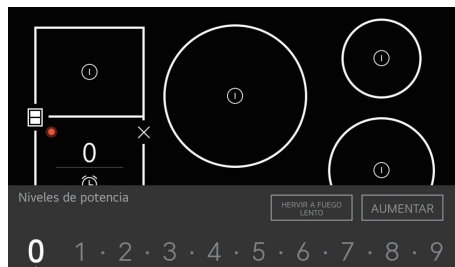 0
Niveles de potencia
HERVIR A FUEGO
LENTO
AUMENTAR
0 1 · 2 · 3 · 4 · 5 · 6 · 7 · 8 · 9